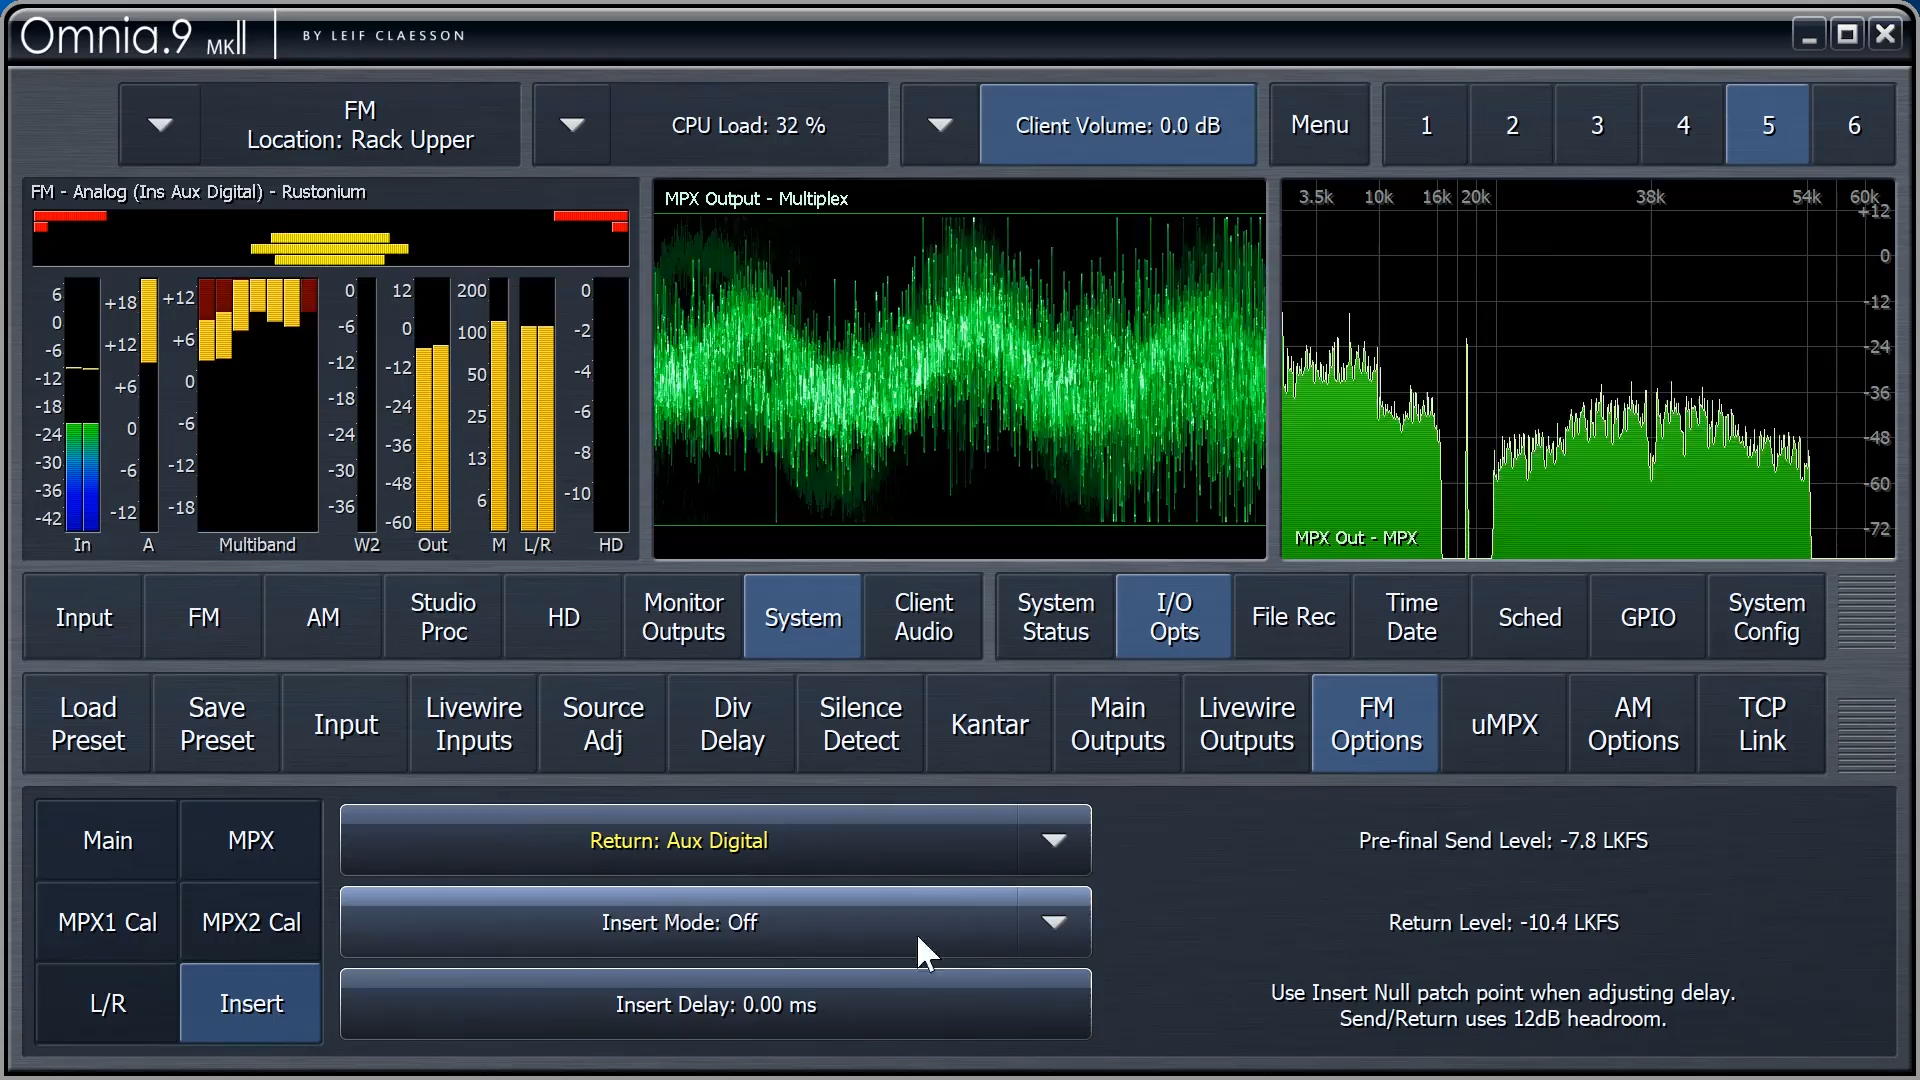 Omnia.9 MKII
BY LEIF CLAESSON
FM
Location: Rack Upper
CPU Load: 32 %
Client Volume: 0.0 dB
Menu
1
2
3
4
5
6
FM - Analog (Ins Aux Digital) - Rustonium
6
0
-6
-12
-18
-24
-30
-36
-42
In
+18
+12
+6
0
-6
-12
A
+12
+6
0
-6
-12
-18
Multiband
0
-6
-12
-18
-24
-30
-36
W2
12
0
-12
-24
-36
-48
-60
Out
200
100
50
25
13
6
M
L/R
0
-2
-4
-6
-8
-10
HD
MPX Output - Multiplex
3.5k
10k
16k
20k
38k
54k
60k
+12
0
-12
-24
-36
-48
-60
-72
MPX Out - MPX
Input
FM
AM
Studio
Proc
HD
Monitor
Outputs
System
Client
Audio
System
Status
I/O
Opts
File Rec
Time
Date
Sched
GPIO
System
Config
Load
Preset
Save
Preset
Input
Livewire
Inputs
Source
Adj
Div
Delay
Silence
Detect
Kantar
Main
Outputs
Livewire
Outputs
FM
Options
uMPX
AM
Options
TCP
Link
Main
MPX
MPX1 Cal
MPX2 Cal
L/R
Insert
Return: Aux Digital
Insert Mode: Off
Insert Delay: 0.00 ms
Pre-final Send Level: -7.8 LKFS
Return Level: -10.4 LKFS
Use Insert Null patch point when adjusting delay.
Send/Return uses 12dB headroom.